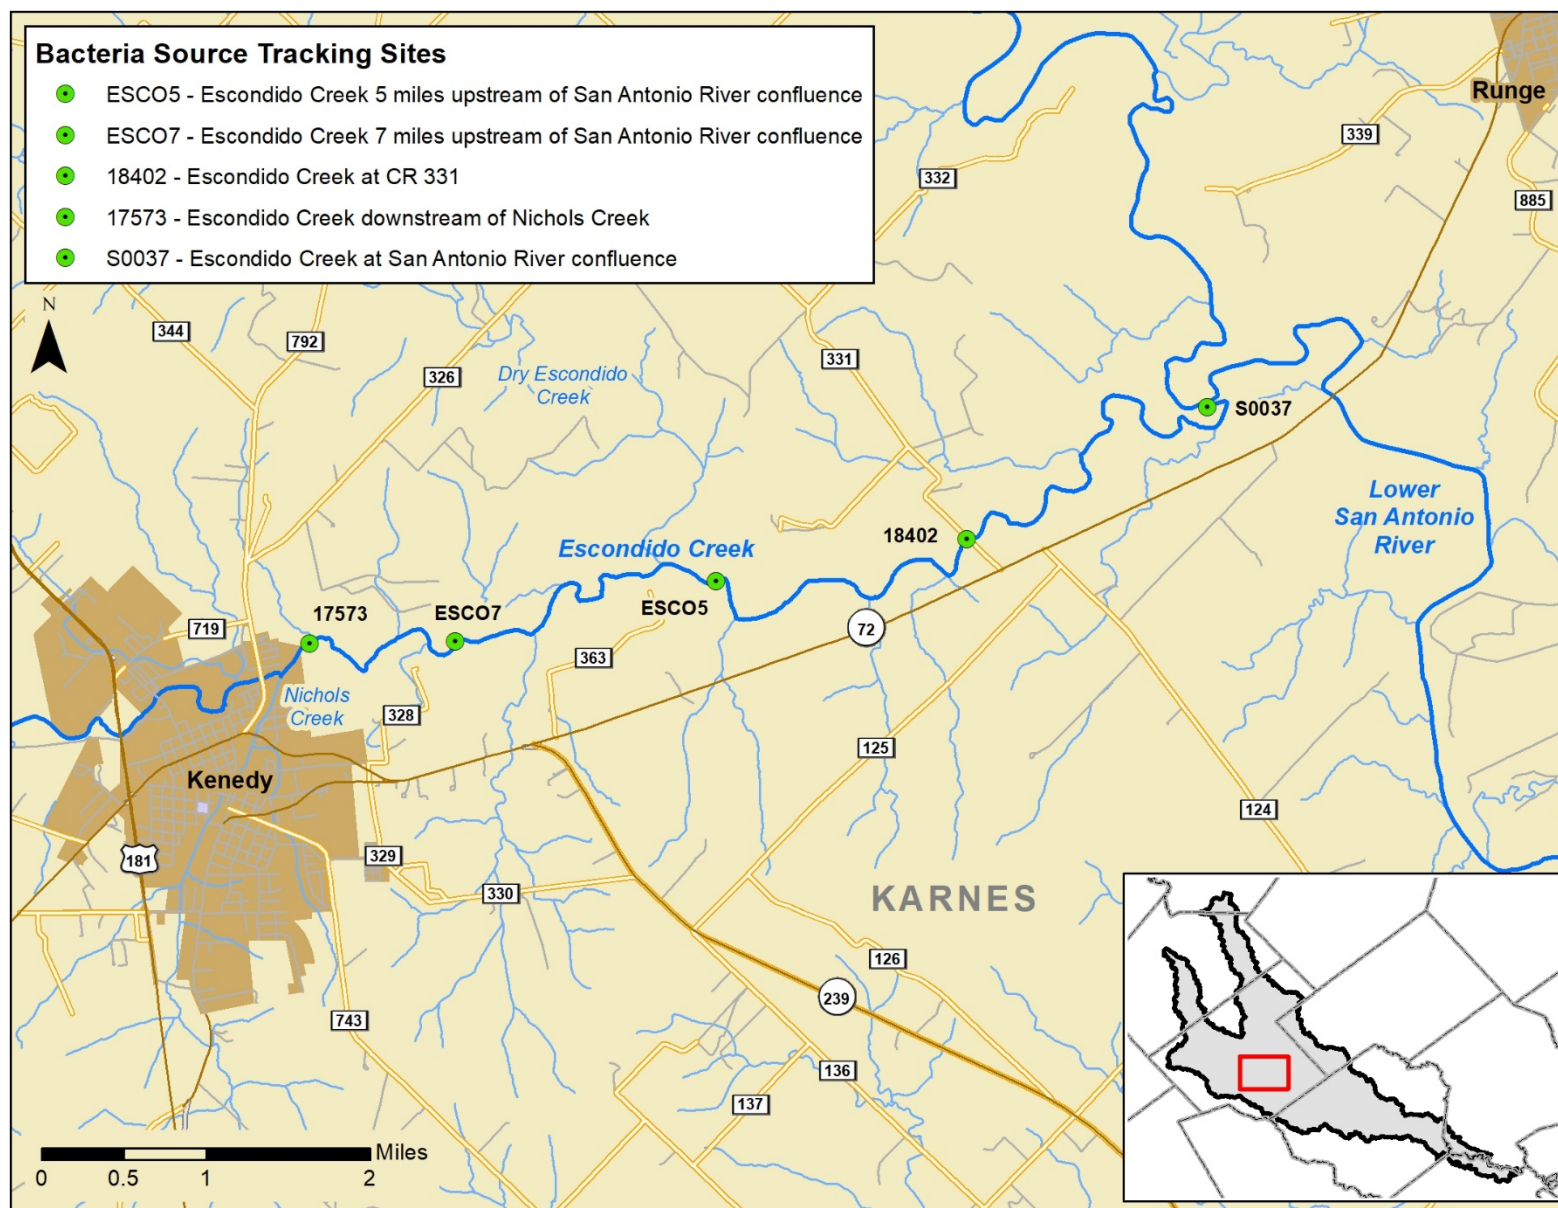 Bacteria Source Tracking Sites
ESCO5 - Escondido Creek 5 miles upstream of San Antonio River confluence
ESCO7 - Escondido Creek 7 miles upstream of San Antonio River confluence
18402 - Escondido Creek at CR 331
17573 - Escondido Creek downstream of Nichols Creek
S0037 - Escondido Creek at San Antonio River confluence
Runge
339
332
885
N
344
792
331
326
Dry Escondido
Creek
S0037
Lower
San Antonio
River
18402
Escondido Creek
17573
ESCO7
ESCO5
719
72
363
Nichols
Creek
328
125
Kenedy
124
181
329
330
KARNES
126
239
743
136
137
Miles
0
0.5
1
2